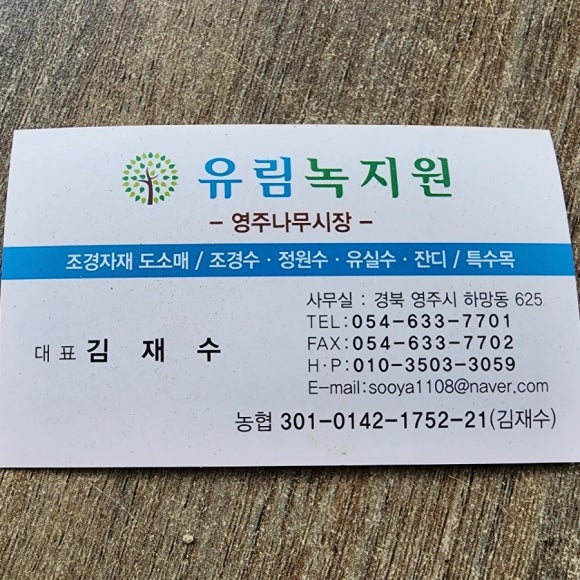 유림녹지원
- 영주나무시장 -
조경자재 도소매 / 조경수 · 정원수 · 유실수 · 잔디 / 특수목
사무실 : 경북 영주시 하망동 625
TEL:054-633-7701
FAX:054-633-7702
대 표 김 재 수
H·P:010-3503-3059
E-mail:sooya1108@naver.com
농협 301-0142-1752-21(김재수)